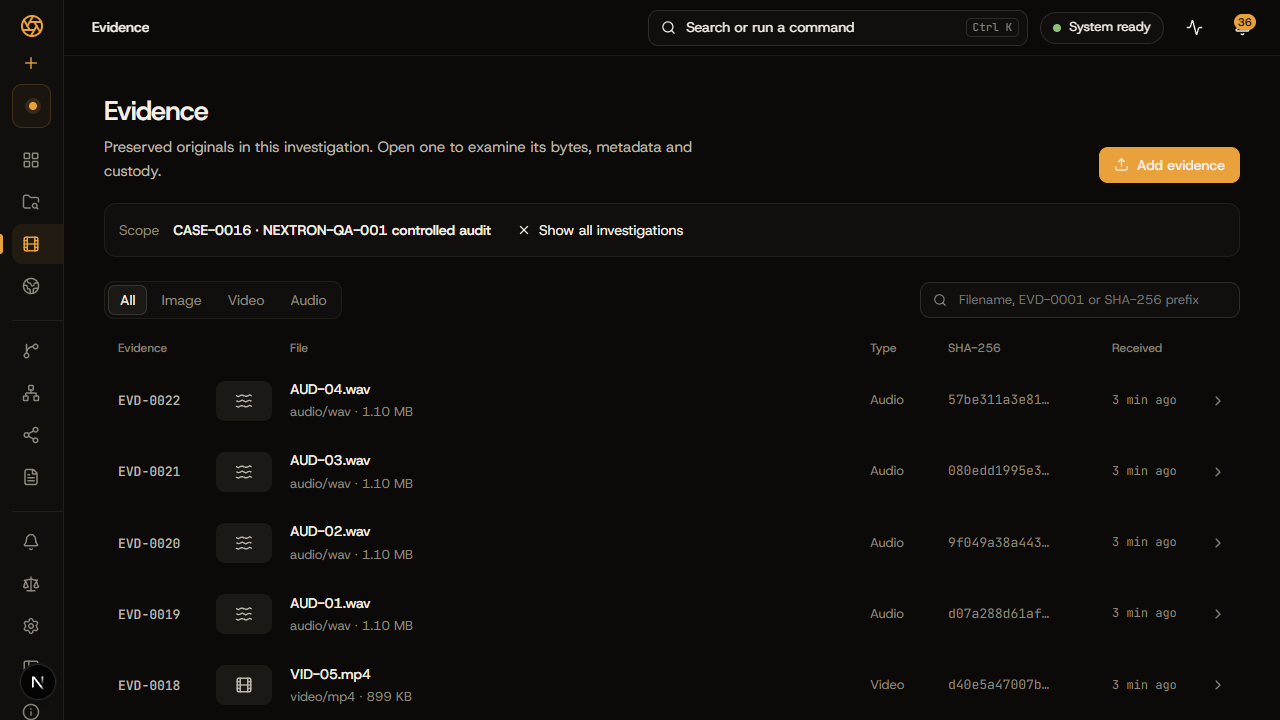 Evidence
Search or run a command
Ctrl K
System ready
36
Evidence
Preserved originals in this investigation. Open one to examine its bytes, metadata and
custody.
Add evidence
Scope CASE-0016 · NEXTRON-QA-001 controlled audit × Show all investigations
All Image Video Audio
Filename, EVD-0001 or SHA-256 prefix
Evidence File Type SHA-256 Received
EVD-0022 AUD-04.wav Audio 57be311a3e81… 3 min ago
audio/wav · 1.10 MB
EVD-0021 AUD-03.wav Audio 080edd1995e3… 3 min ago
audio/wav · 1.10 MB
EVD-0020 AUD-02.wav Audio 9f049a38a443… 3 min ago
audio/wav · 1.10 MB
EVD-0019 AUD-01.wav Audio d07a288d61af… 3 min ago
audio/wav · 1.10 MB
EVD-0018 VID-05.mp4 Video d40e5a47007b… 3 min ago
video/mp4 · 899 KB
N